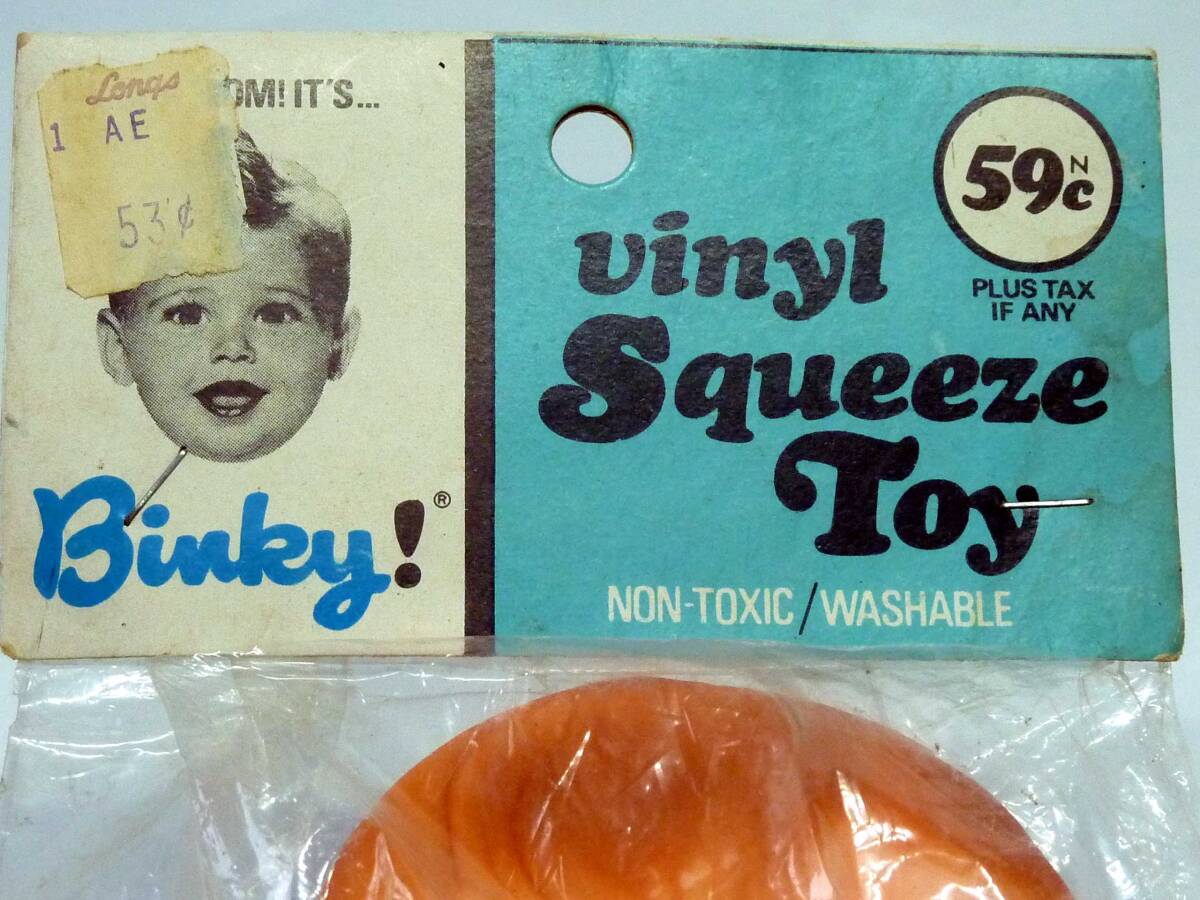 Longs
1 AE
53¢
OM! IT'S...
Binky!®
59¢
N
PLUS TAX
IF ANY
vinyl
Squeeze
Toy
NON-TOXIC/WASHABLE